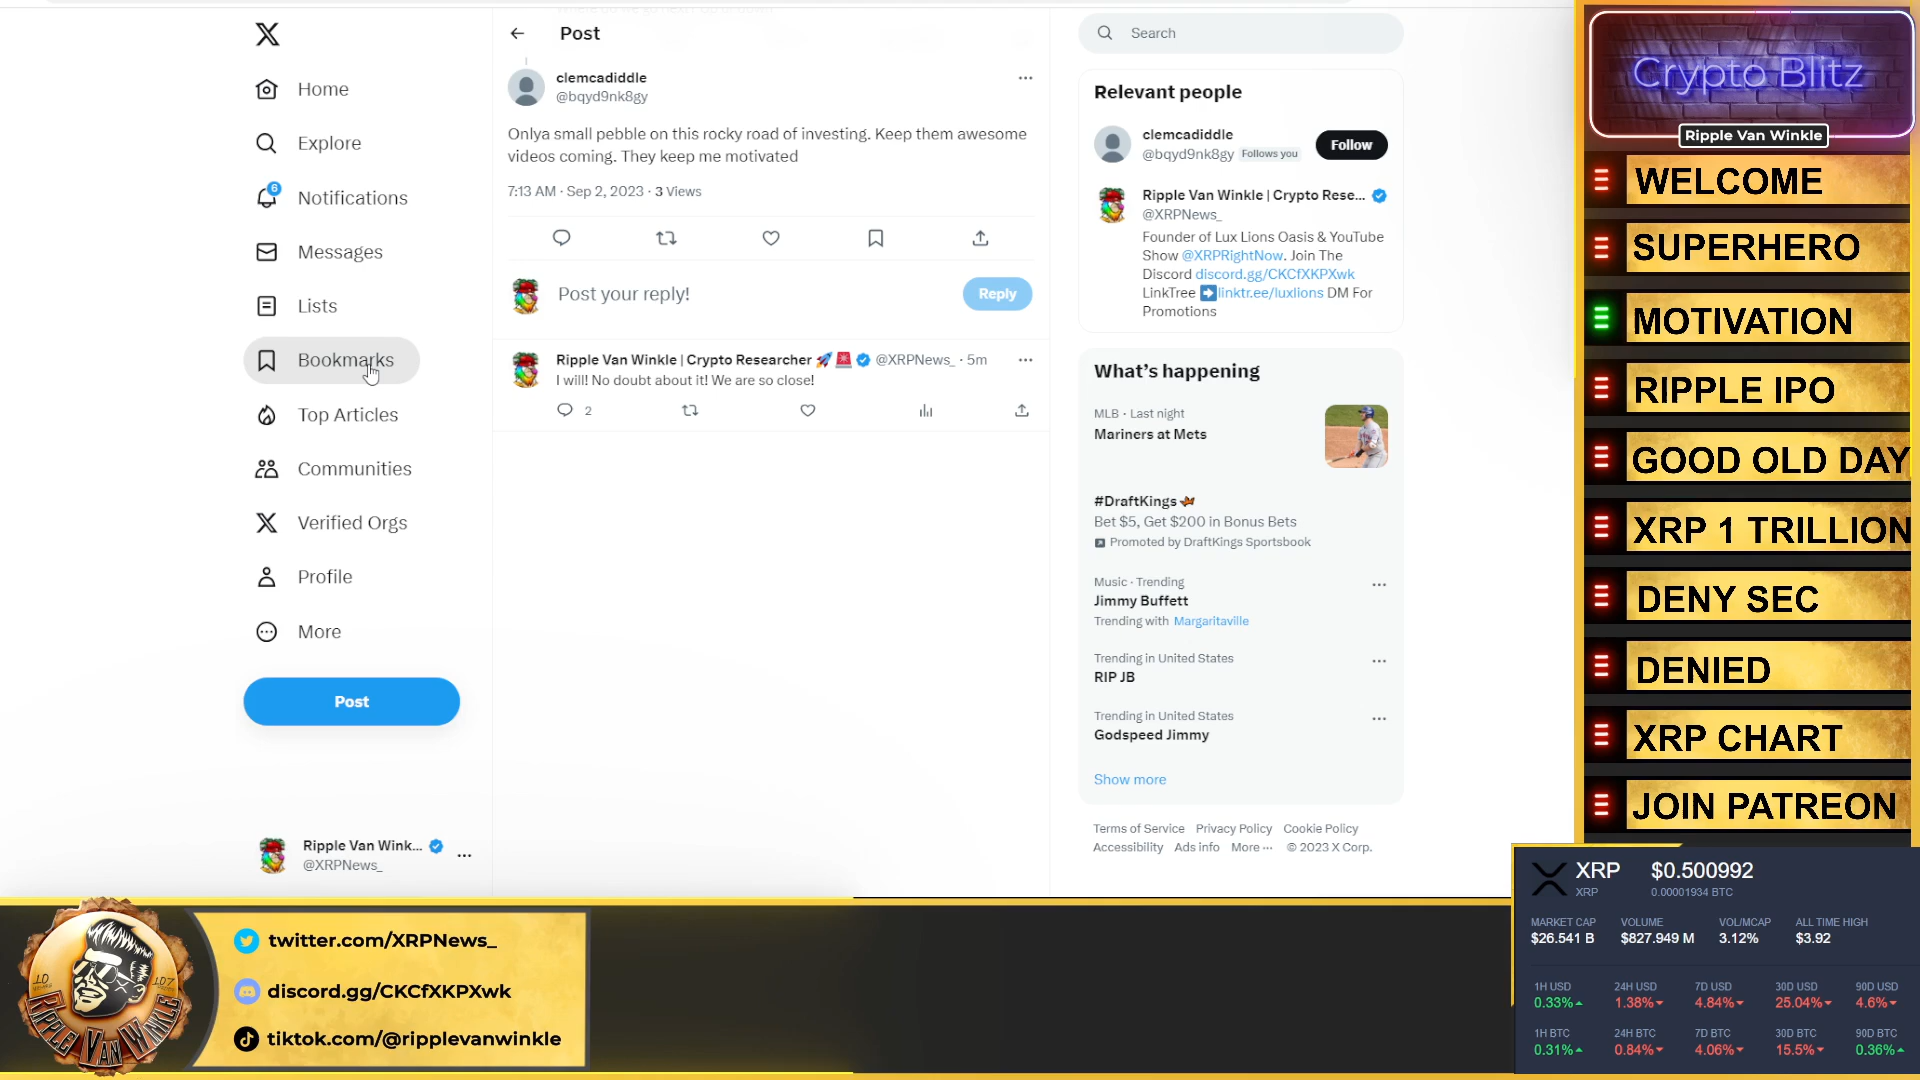 Home
Explore
6
Notifications
Messages
Lists
Bookmarks
Top Articles
Communities
Verified Orgs
Profile
More
Post
Ripple Van Wink...
@XRPNews_
Post
clemcadiddle
@bqyd9nk8gy
Onlya small pebble on this rocky road of investing. Keep them awesome
videos coming. They keep me motivated
7:13 AM · Sep 2, 2023 · 3 Views
Post your reply!
Reply
Ripple Van Winkle | Crypto Researcher 🚀🚨 @XRPNews_ · 5m
I will! No doubt about it! We are so close!
2
Search
Relevant people
clemcadiddle
@bqyd9nk8gy Follows you
Follow
Ripple Van Winkle | Crypto Rese...
@XRPNews_
Founder of Lux Lions Oasis & YouTube
Show @XRPRightNow. Join The
Discord discord.gg/CKCfXKPXwk
LinkTree ➡️linktr.ee/luxlions DM For
Promotions
What's happening
MLB · Last night
Mariners at Mets
#DraftKings
Bet $5, Get $200 in Bonus Bets
Promoted by DraftKings Sportsbook
Music · Trending
Jimmy Buffett
Trending with Margaritaville
Trending in United States
RIP JB
Trending in United States
Godspeed Jimmy
Show more
Terms of Service Privacy Policy Cookie Policy
Accessibility Ads info More ··· © 2023 X Corp.
Crypto Blitz
Ripple Van Winkle
WELCOME
SUPERHERO
MOTIVATION
RIPPLE IPO
GOOD OLD DAY
XRP 1 TRILLION
DENY SEC
DENIED
XRP CHART
JOIN PATREON
XRP $0.500992
XRP 0.00001934 BTC
MARKET CAP VOLUME VOL/MCAP ALL TIME HIGH
$26.541 B $827.949 M 3.12% $3.92
1H USD 24H USD 7D USD 30D USD 90D USD
0.33% 1.38% 4.84% 25.04% 4.6%
1H BTC 24H BTC 7D BTC 30D BTC 90D BTC
0.31% 0.84% 4.06% 15.5% 0.36%
RIPPLE VAN WINKLE
twitter.com/XRPNews_
discord.gg/CKCfXKPXwk
tiktok.com/@ripplevanwinkle